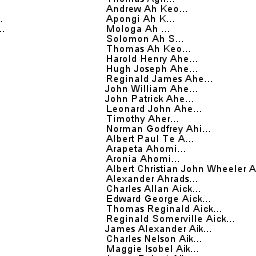 Andrew Ah Keo...
Apongi Ah K...
Mologa Ah ...
Solomon Ah S...
Thomas Ah Keo...
Harold Henry Ahe...
Hugh Joseph Ahe...
Reginald James Ahe...
John William Ahe...
John Patrick Ahe...
Leonard John Ahe...
Timothy Aher...
Norman Godfrey Ahi...
Albert Paul Te A...
Arapeta Ahomi...
Aronia Ahomi...
Albert Christian John Wheeler A
Alexander Ahrads...
Charles Allan Aick...
Edward George Aick...
Thomas Reginald Aick...
Reginald Somerville Aick...
James Alexander Aik...
Charles Nelson Aik...
Maggie Isobel Aik...